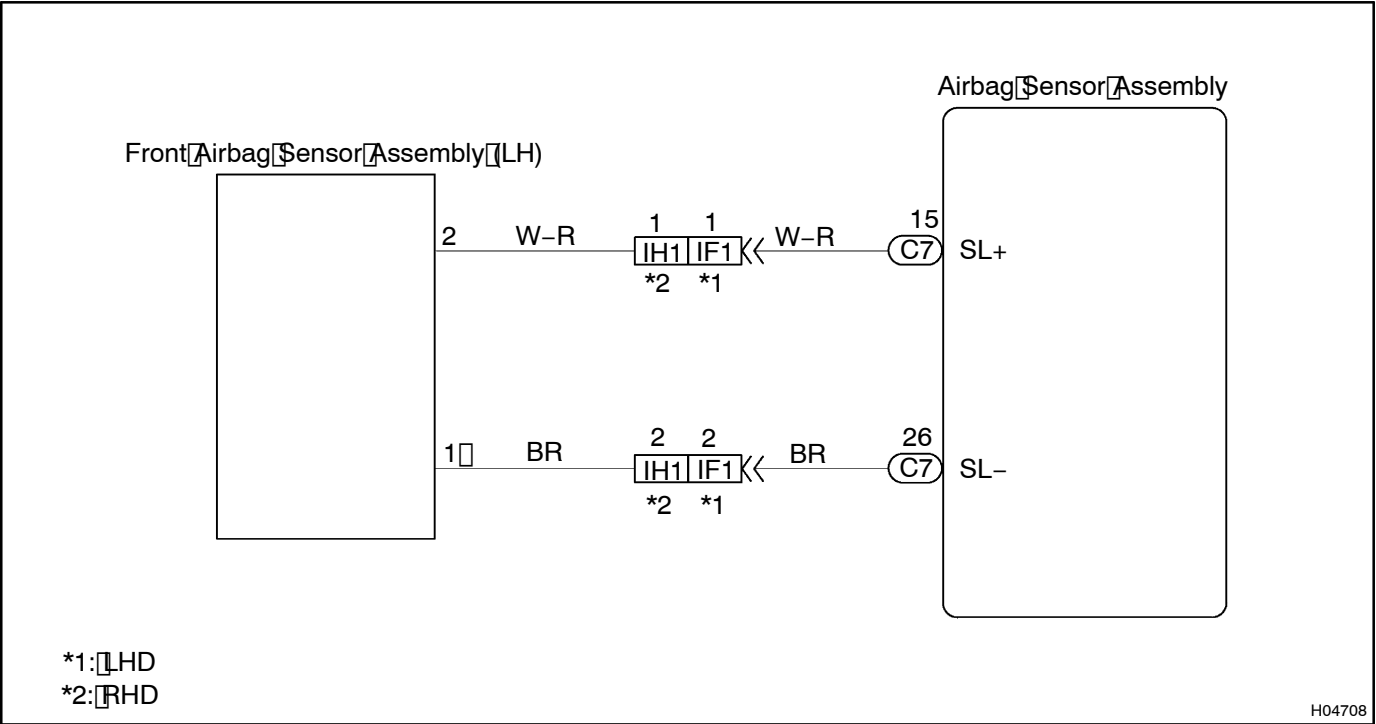 Airbag Sensor Assembly
Front Airbag Sensor Assembly (LH)
2 W−R 1 1 W−R 15
IH1 IF1 C7 SL+
*2 *1
1 BR 2 2 BR 26
IH1 IF1 C7 SL−
*2 *1
*1: LHD
*2: RHD
H04708